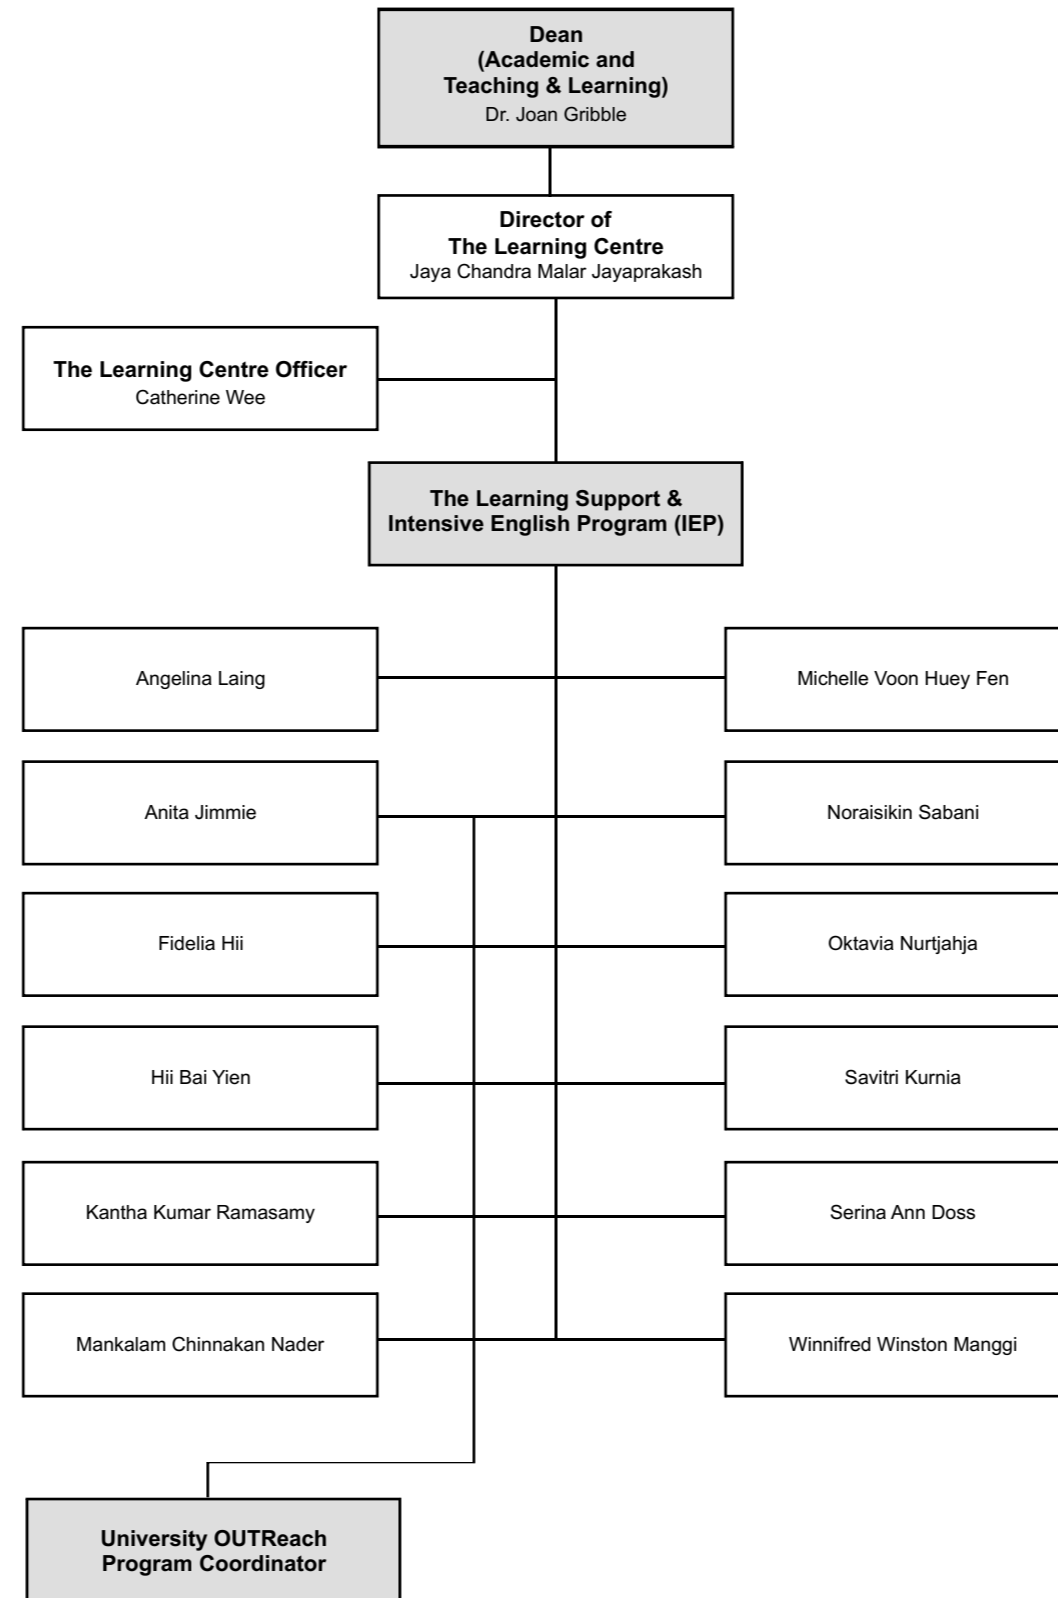 Dean
(Academic and
Teaching & Learning)
Dr. Joan Gribble
Director of
The Learning Centre
Jaya Chandra Malar Jayaprakash
The Learning Centre Officer
Catherine Wee
The Learning Support &
Intensive English Program (IEP)
Angelina Laing
Michelle Voon Huey Fen
Anita Jimmie
Noraisikin Sabani
Fidelia Hii
Oktavia Nurtjahja
Hii Bai Yien
Savitri Kurnia
Kantha Kumar Ramasamy
Serina Ann Doss
Mankalam Chinnakan Nader
Winnifred Winston Manggi
University OUTReach
Program Coordinator